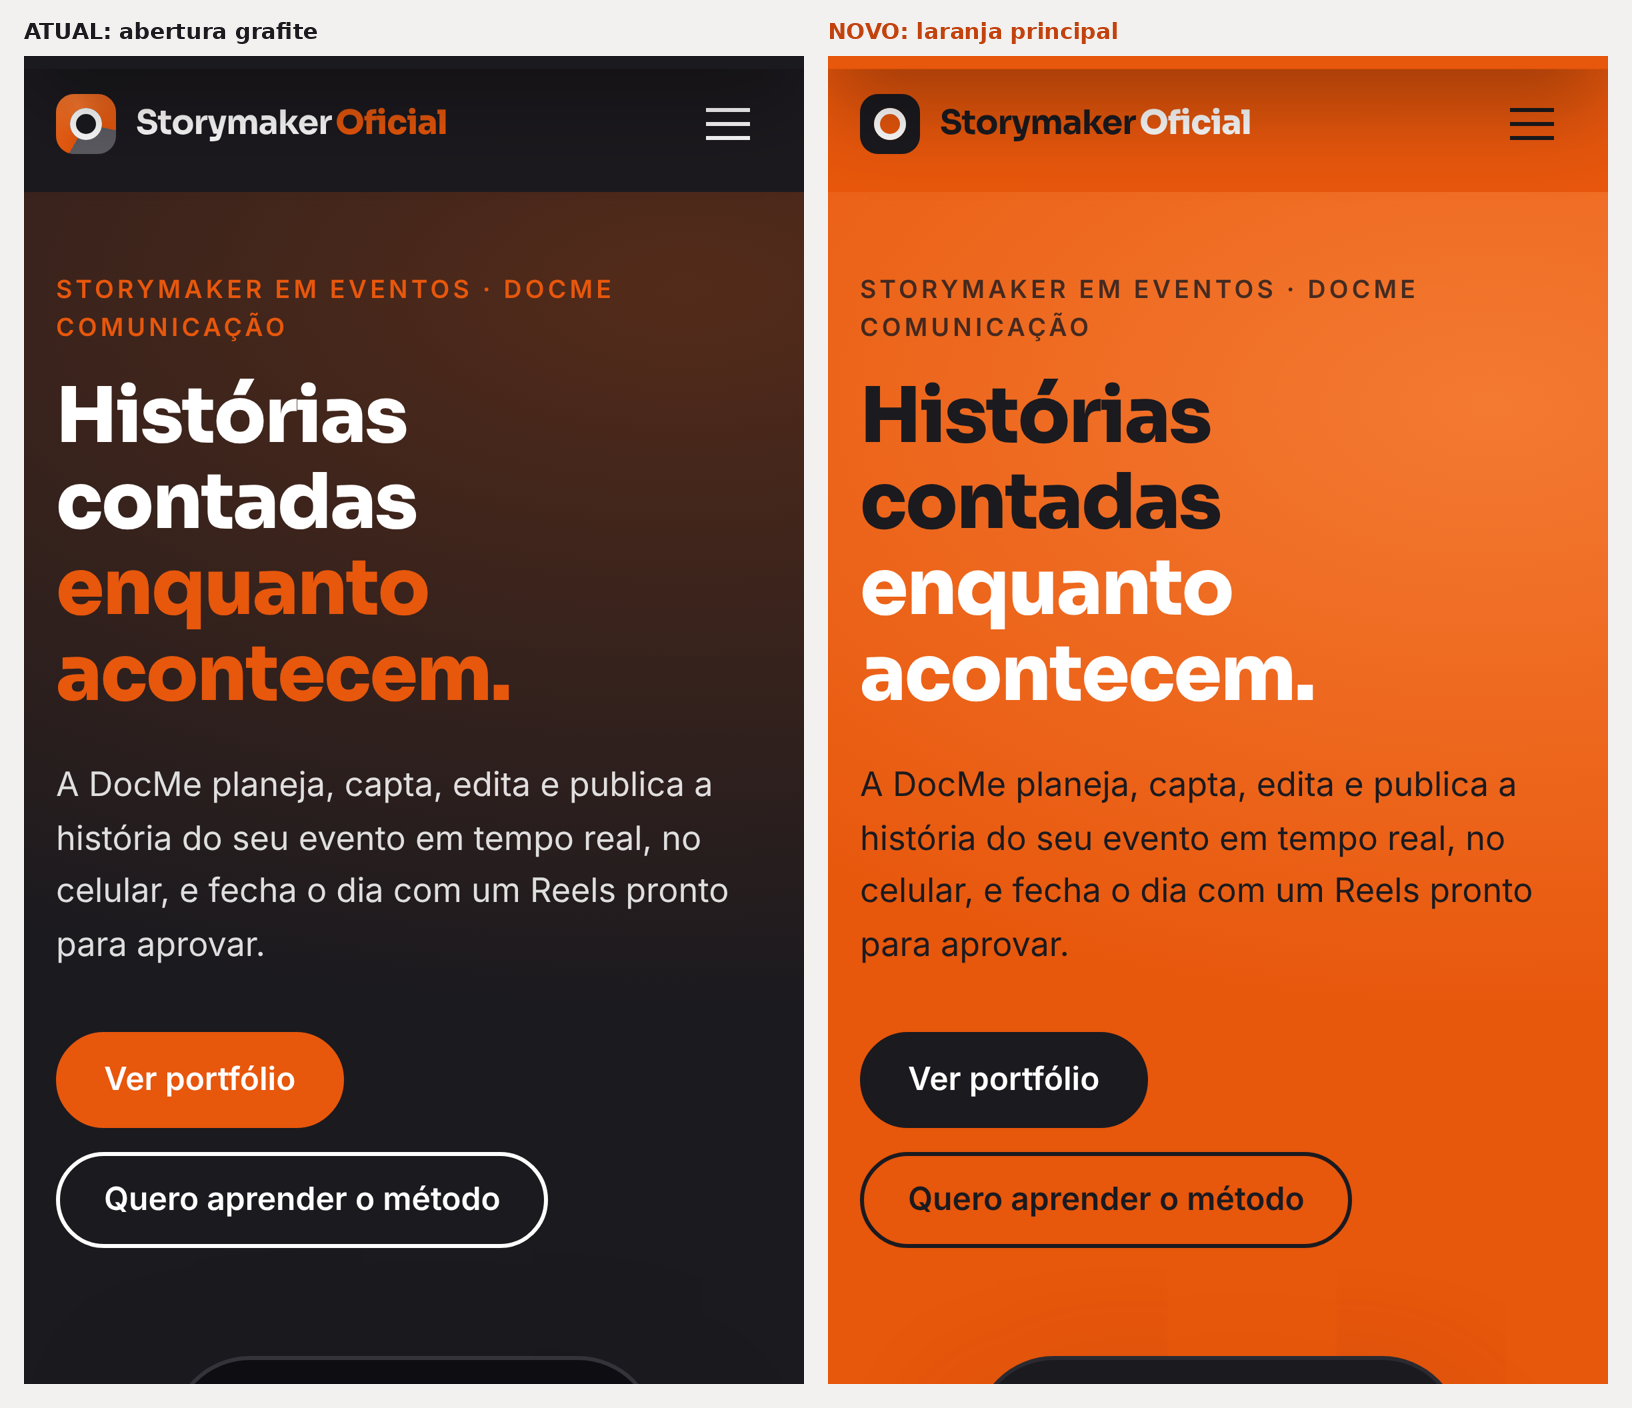 ATUAL: abertura grafite
Storymaker Oficial
STORYMAKER EM EVENTOS · DOCME
COMUNICAÇÃO
Histórias
contadas
enquanto
acontecem.
A DocMe planeja, capta, edita e publica a
história do seu evento em tempo real, no
celular, e fecha o dia com um Reels pronto
para aprovar.
Ver portfólio
Quero aprender o método
NOVO: laranja principal
Storymaker Oficial
STORYMAKER EM EVENTOS · DOCME
COMUNICAÇÃO
Histórias
contadas
enquanto
acontecem.
A DocMe planeja, capta, edita e publica a
história do seu evento em tempo real, no
celular, e fecha o dia com um Reels pronto
para aprovar.
Ver portfólio
Quero aprender o método